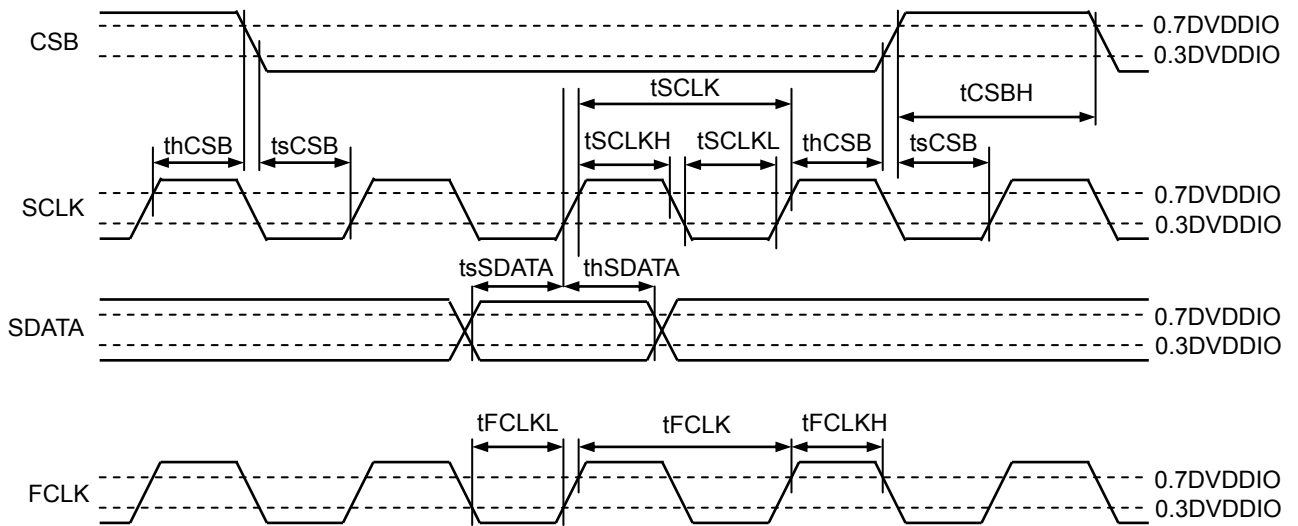 CSB
0.7DVDDIO
0.3DVDDIO
tSCLK
tCSBH
thCSB
tsCSB
tSCLKH
tSCLKL
thCSB
tsCSB
SCLK
0.7DVDDIO
0.3DVDDIO
tsSDATA
thSDATA
SDATA
0.7DVDDIO
0.3DVDDIO
tFCLKL
tFCLK
tFCLKH
FCLK
0.7DVDDIO
0.3DVDDIO